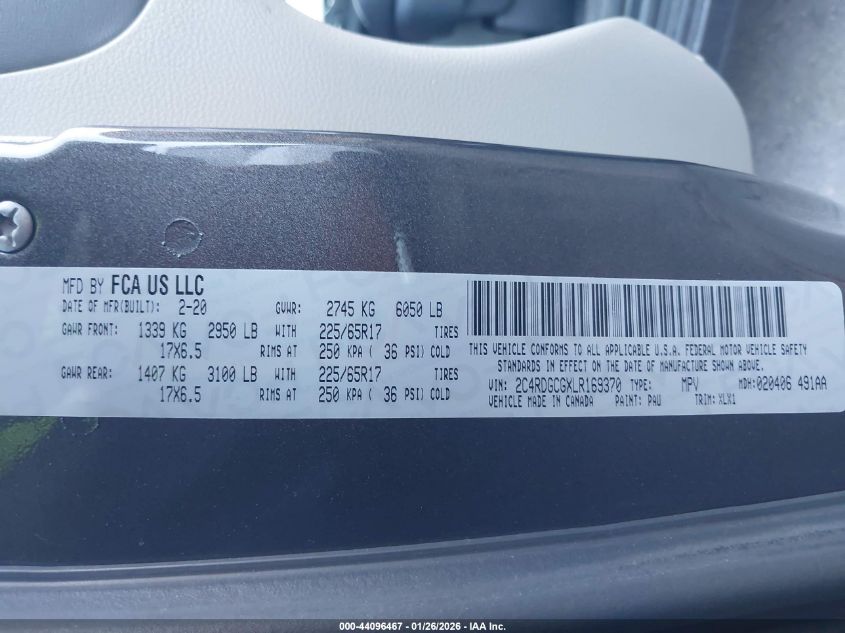 MFD BY FCA US LLC
DATE OF MFR(BUILT): 2-20 GVWR: 2745 KG 6050 LB
GAWR FRONT: 1339 KG 2950 LB WITH 225/65R17 TIRES
17X6.5 RIMS AT 250 KPA ( 36 PSI) COLD
GAWR REAR: 1407 KG 3100 LB WITH 225/65R17 TIRES
17X6.5 RIMS AT 250 KPA ( 36 PSI) COLD
THIS VEHICLE CONFORMS TO ALL APPLICABLE U.S.A. FEDERAL MOTOR VEHICLE SAFETY
STANDARDS IN EFFECT ON THE DATE OF MANUFACTURE SHOWN ABOVE.
VIN: 2C4RDGCGXLR169370 TYPE: MPV MDH:020406 491AA
VEHICLE MADE IN CANADA PAINT: PAU TRIM: XLX1
000-44096467 - 01/26/2026 - IAA Inc.